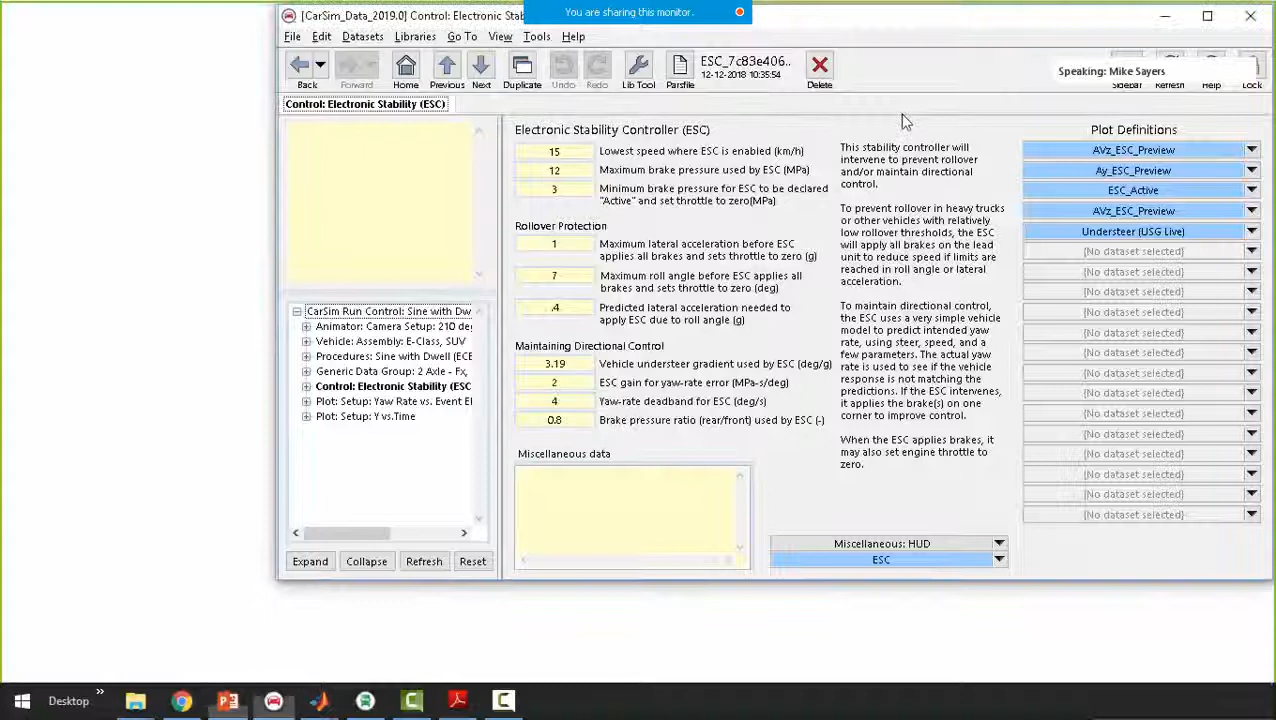 You are sharing this monitor.
[CarSim_Data_2019.0] Control: Electronic Stab
File Edit Datasets Libraries Go To View Tools Help
Back Forward Home Previous Next Duplicate Undo Redo Lib Tool Parsfile
ESC_7c83e406..
12-12-2018 10:35:54
Delete
Speaking: Mike Sayers
Sidebar Refresh Help Lock
Control: Electronic Stability (ESC)
CarSim Run Control: Sine with Dw
Animator: Camera Setup: 210 de
Vehicle: Assembly: E-Class, SUV
Procedures: Sine with Dwell (ECE
Generic Data Group: 2 Axle - Fx,
Control: Electronic Stability (ESC
Plot: Setup: Yaw Rate vs. Event El
Plot: Setup: Y vs.Time
Expand Collapse Refresh Reset
Electronic Stability Controller (ESC)
15 Lowest speed where ESC is enabled (km/h)
12 Maximum brake pressure used by ESC (MPa)
3 Minimum brake pressure for ESC to be declared
"Active" and set throttle to zero(MPa)
Rollover Protection
1 Maximum lateral acceleration before ESC
applies all brakes and sets throttle to zero (g)
7 Maximum roll angle before ESC applies all
brakes and sets throttle to zero (deg)
.4 Predicted lateral acceleration needed to
apply ESC due to roll angle (g)
Maintaining Directional Control
3.19 Vehicle understeer gradient used by ESC (deg/g)
2 ESC gain for yaw-rate error (MPa-s/deg)
4 Yaw-rate deadband for ESC (deg/s)
0.8 Brake pressure ratio (rear/front) used by ESC (-)
Miscellaneous data
This stability controller will
intervene to prevent rollover
and/or maintain directional
control.
To prevent rollover in heavy trucks
or other vehicles with relatively
low rollover thresholds, the ESC
will apply all brakes on the lead
unit to reduce speed if limits are
reached in roll angle or lateral
acceleration.
To maintain directional control,
the ESC uses a very simple vehicle
model to predict intended yaw
rate, using steer, speed, and a
few parameters. The actual yaw
rate is used to see if the vehicle
response is not matching the
predictions. If the ESC intervenes,
it applies the brake(s) on one
corner to improve control.
When the ESC applies brakes, it
may also set engine throttle to
zero.
Miscellaneous: HUD
ESC
Plot Definitions
AVz_ESC_Preview
Ay_ESC_Preview
ESC_Active
AVz_ESC_Preview
Understeer (USG Live)
{No dataset selected}
{No dataset selected}
{No dataset selected}
{No dataset selected}
{No dataset selected}
{No dataset selected}
{No dataset selected}
{No dataset selected}
{No dataset selected}
{No dataset selected}
{No dataset selected}
{No dataset selected}
{No dataset selected}
{No dataset selected}
Desktop